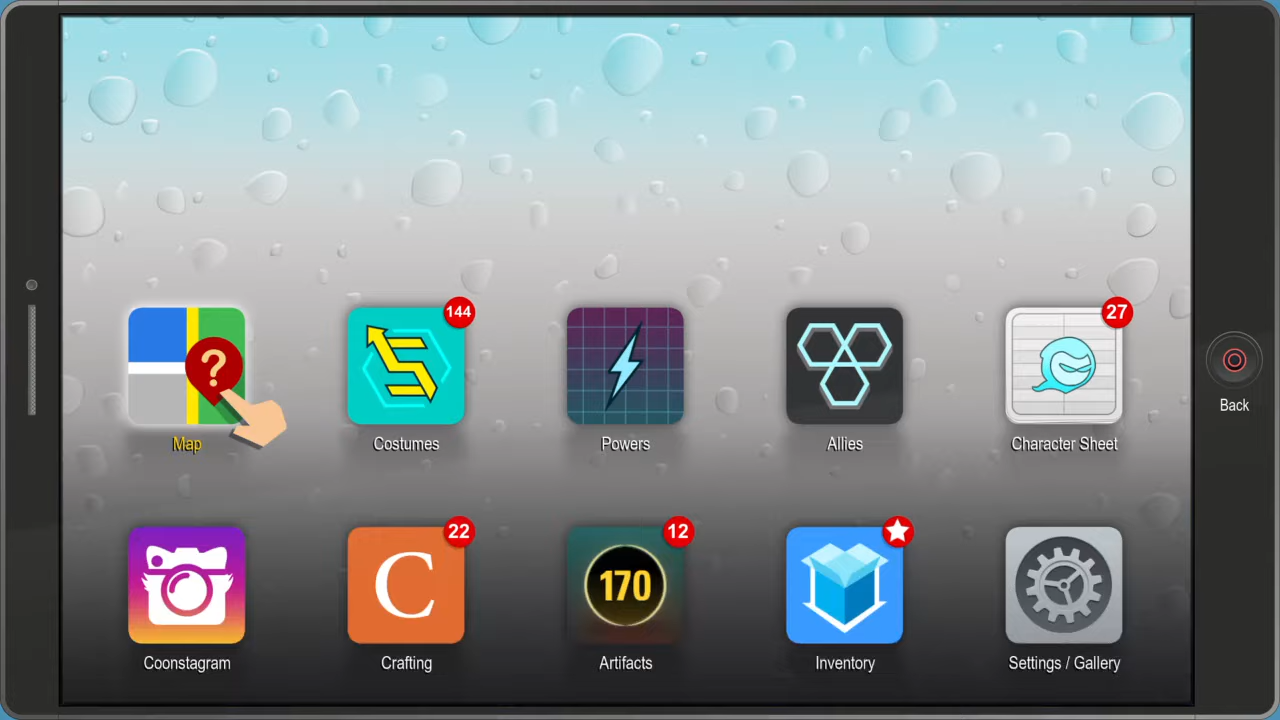 144
27
?
Map
Costumes
Powers
Allies
Character Sheet
Back
22
12
C
170
Coonstagram
Crafting
Artifacts
Inventory
Settings / Gallery